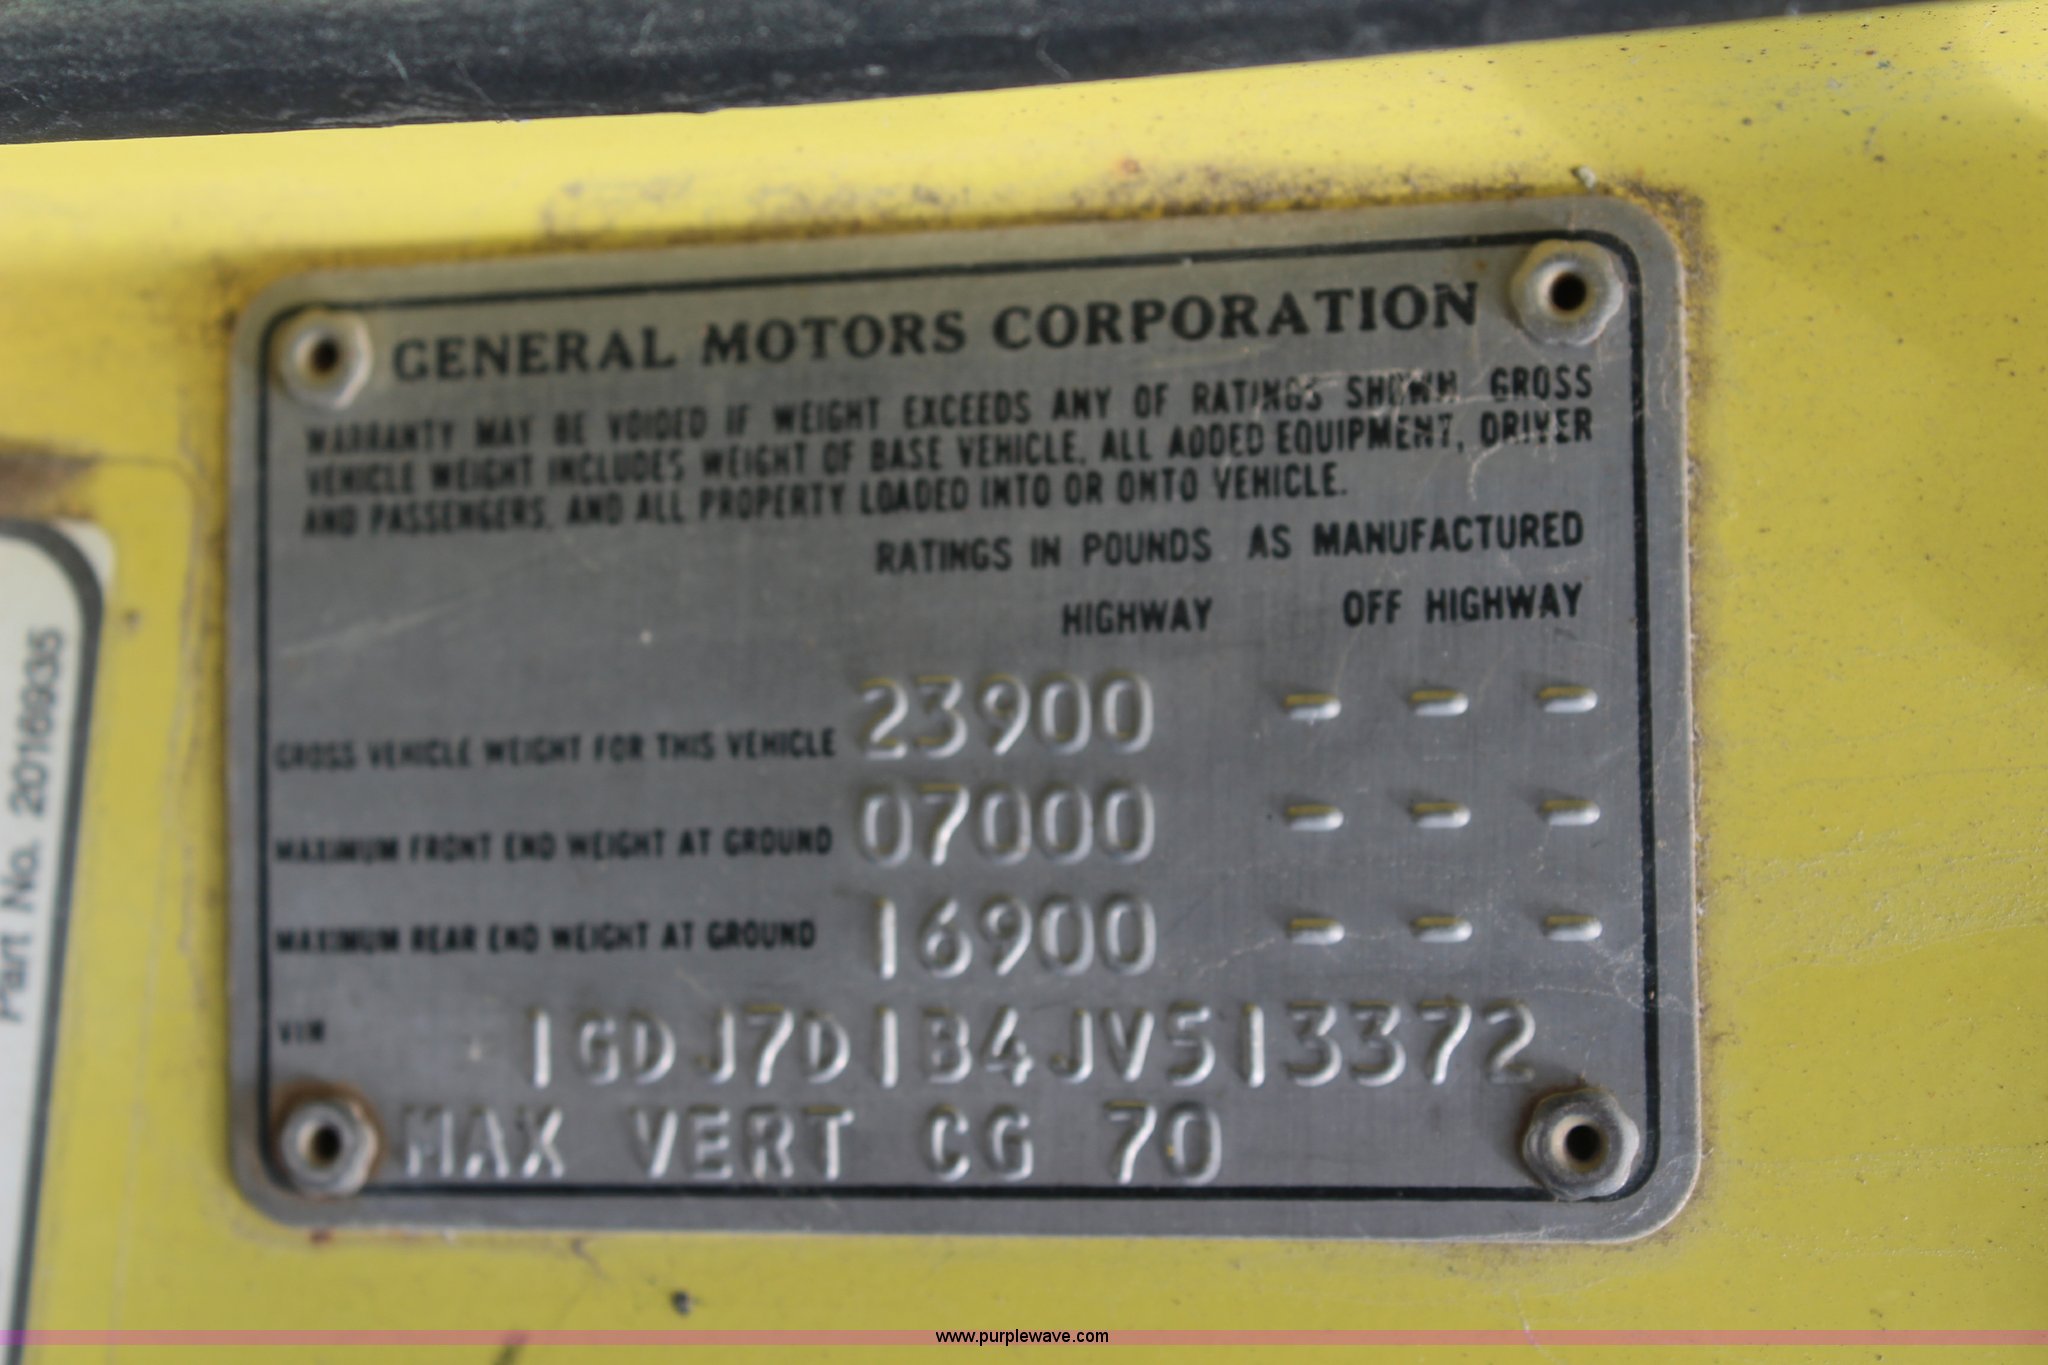 GENERAL MOTORS CORPORATION
WARRANTY MAY BE VOIDED IF WEIGHT EXCEEDS ANY OF RATINGS SHOWN. GROSS
VEHICLE WEIGHT INCLUDES WEIGHT OF BASE VEHICLE, ALL ADDED EQUIPMENT, DRIVER
AND PASSENGERS, AND ALL PROPERTY LOADED INTO OR ONTO VEHICLE.
RATINGS IN POUNDS AS MANUFACTURED
HIGHWAY OFF HIGHWAY
GROSS VEHICLE WEIGHT FOR THIS VEHICLE 23900 - - -
MAXIMUM FRONT END WEIGHT AT GROUND 07000 - - -
MAXIMUM REAR END WEIGHT AT GROUND 16900 - - -
VIN 1GDJ7D1B4JV513372
MAX VERT CG 70
Part No. 2016935
www.purplewave.com